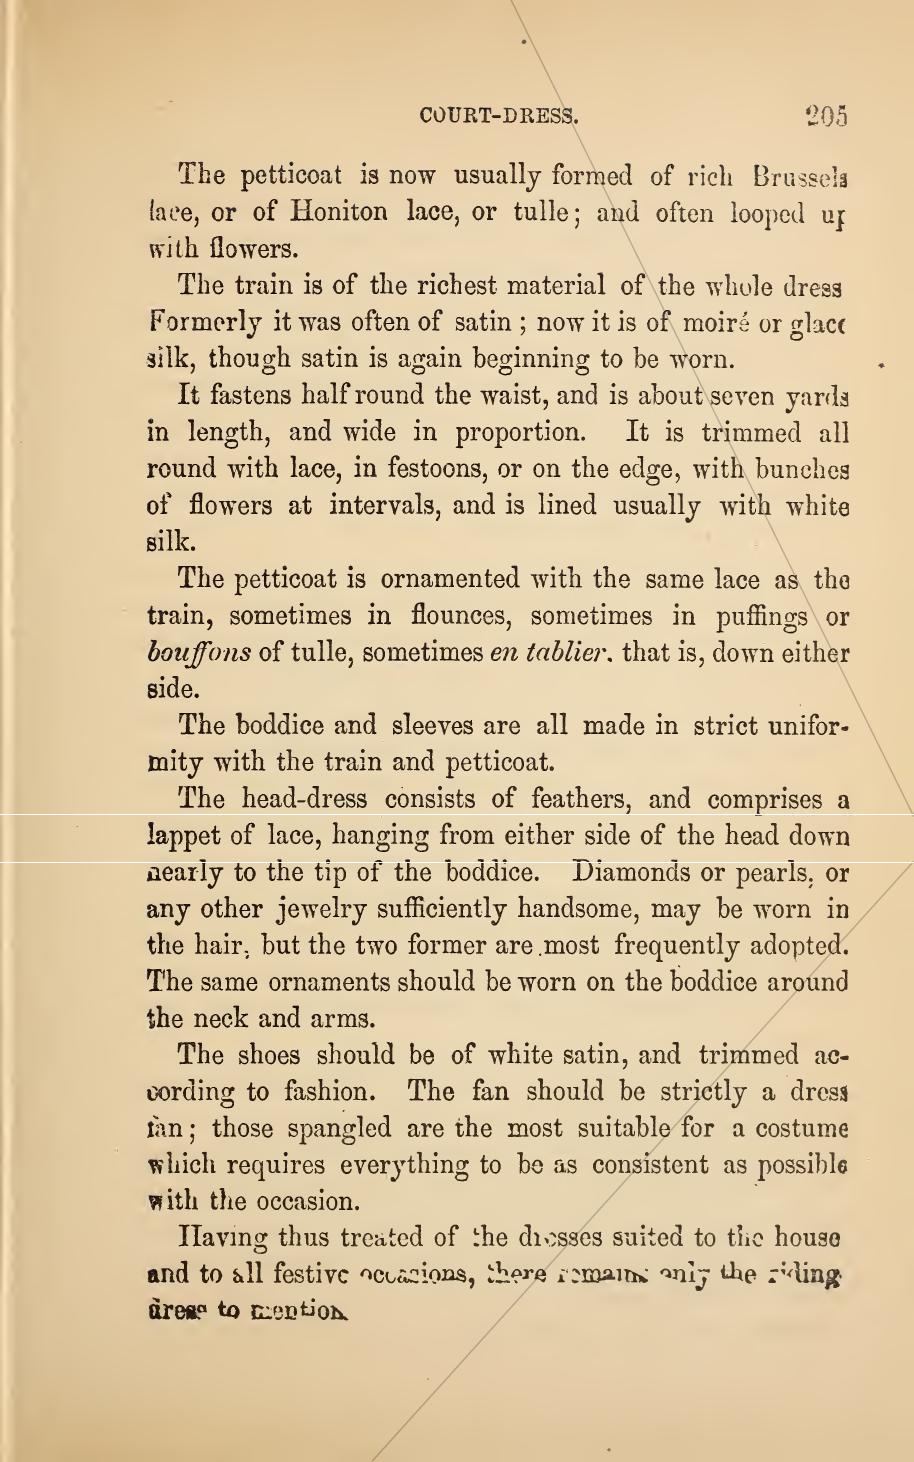 COURT-DRESS. 205
The petticoat is now usually formed of rich Brussels
lace, or of Honiton lace, or tulle; and often looped up
with flowers.
The train is of the richest material of the whole dress
Formerly it was often of satin ; now it is of moiré or glace
silk, though satin is again beginning to be worn.
It fastens half round the waist, and is about seven yards
in length, and wide in proportion. It is trimmed all
round with lace, in festoons, or on the edge, with bunches
of flowers at intervals, and is lined usually with white
silk.
The petticoat is ornamented with the same lace as the
train, sometimes in flounces, sometimes in puffings or
bouffons of tulle, sometimes en tablier. that is, down either
side.
The boddice and sleeves are all made in strict unifor-
mity with the train and petticoat.
The head-dress consists of feathers, and comprises a
lappet of lace, hanging from either side of the head down
nearly to the tip of the boddice. Diamonds or pearls, or
any other jewelry sufficiently handsome, may be worn in
the hair, but the two former are most frequently adopted.
The same ornaments should be worn on the boddice around
the neck and arms.
The shoes should be of white satin, and trimmed ac-
cording to fashion. The fan should be strictly a dress
fan; those spangled are the most suitable for a costume
which requires everything to be as consistent as possible
with the occasion.
Having thus treated of the dresses suited to the house
and to all festive occasions, there remains only the riding
dress to mention